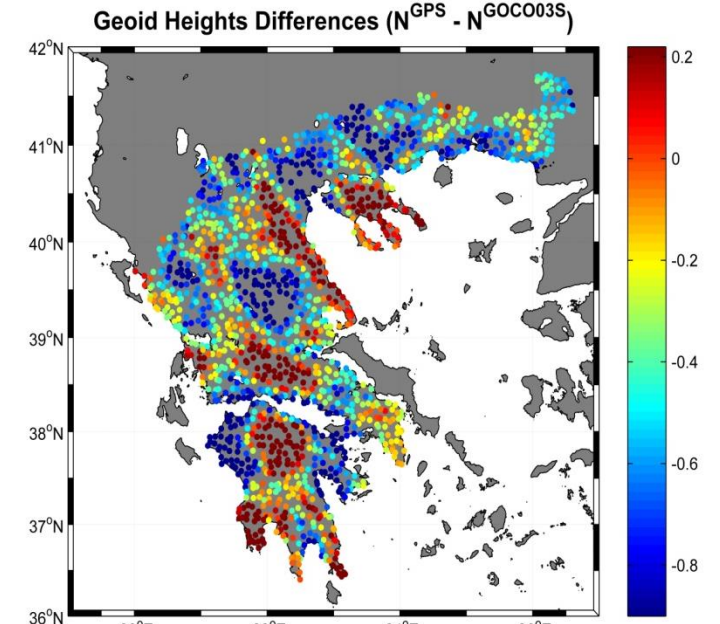 Geoid Heights Differences (N^GPS - N^GOCO03S)
42°N
41°N
40°N
39°N
38°N
37°N
36°N
0.2
0
-0.2
-0.4
-0.6
-0.8